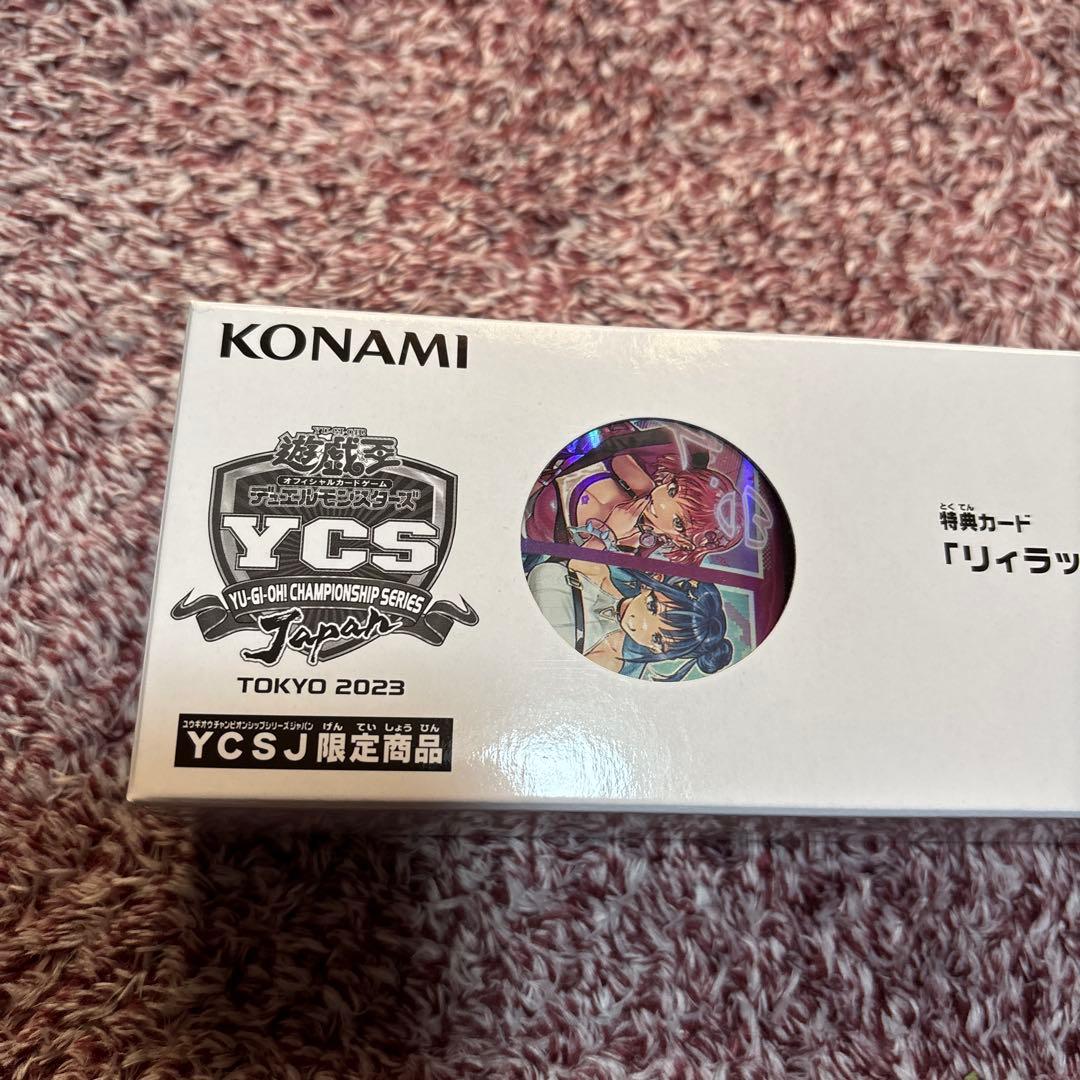 KONAMI
YU-GI-OH!
遊戯王
オフィシャルカードゲーム
デュエルモンスターズ
YCS
YU-GI-OH! CHAMPIONSHIP SERIES
Japan
TOKYO 2023
ユウギオウチャンピオンシップシリーズジャパン げん てい しょう ひん
YCSJ限定商品
とく てん
特典カード
「リィラッ